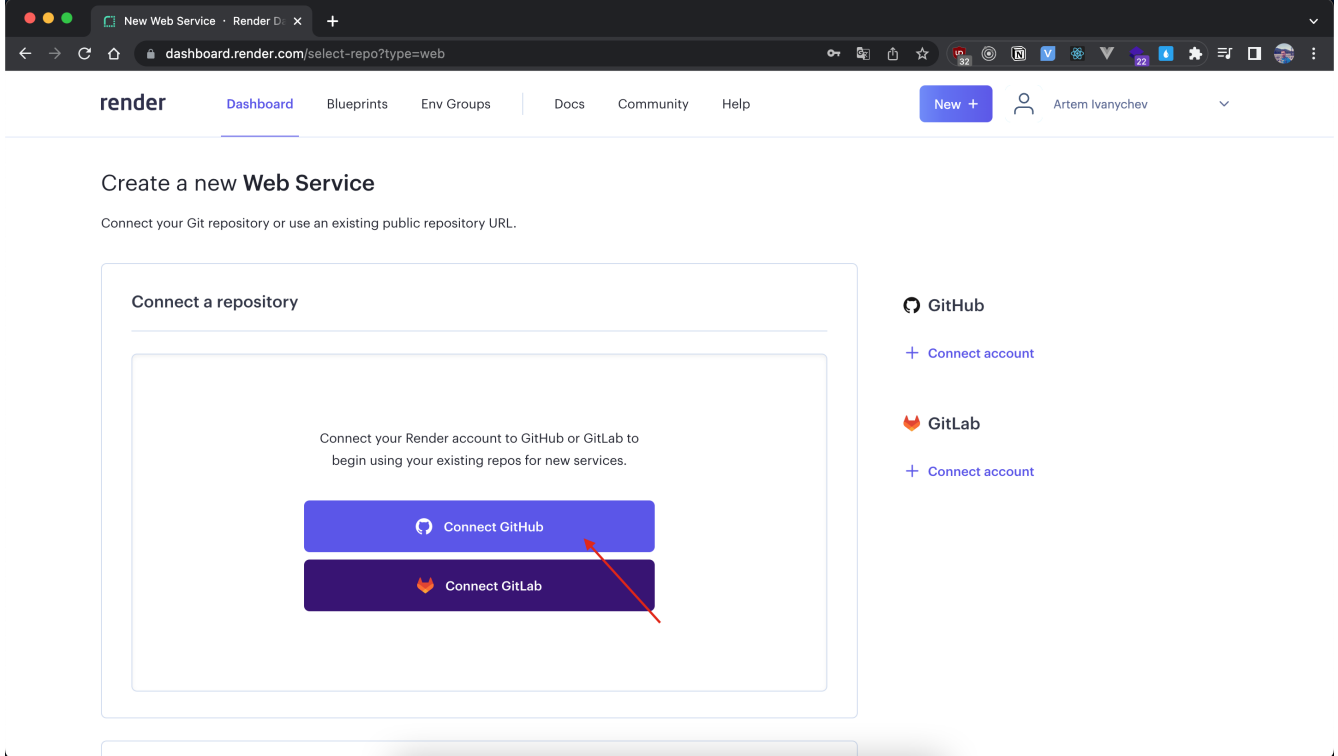 New Web Service · Render Da
dashboard.render.com/select-repo?type=web
32
22
render
Dashboard
Blueprints
Env Groups
Docs
Community
Help
New +
Artem Ivanychev
Create a new Web Service
Connect your Git repository or use an existing public repository URL.
Connect a repository
GitHub
+ Connect account
Connect your Render account to GitHub or GitLab to
begin using your existing repos for new services.
GitLab
+ Connect account
Connect GitHub
Connect GitLab